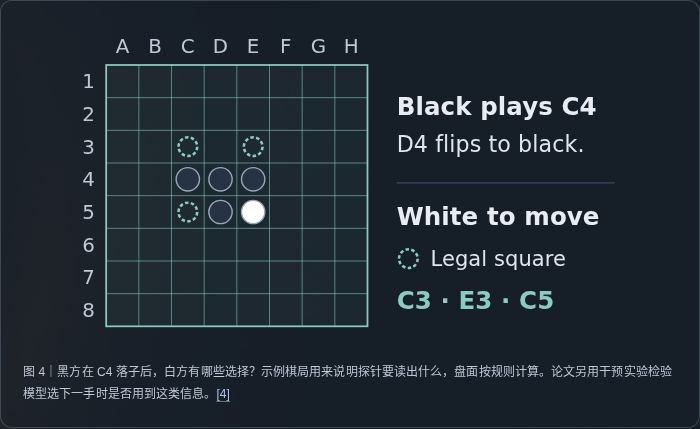 A B C D E F G H
1
2
3
4
5
6
7
8
Black plays C4
D4 flips to black.
White to move
Legal square
C3 · E3 · C5
图 4｜黑方在 C4 落子后，白方有哪些选择？示例棋局用来说明探针要读出什么，盘面按规则计算。论文另用干预实验检验
模型选下一手时是否用到这类信息。[4]